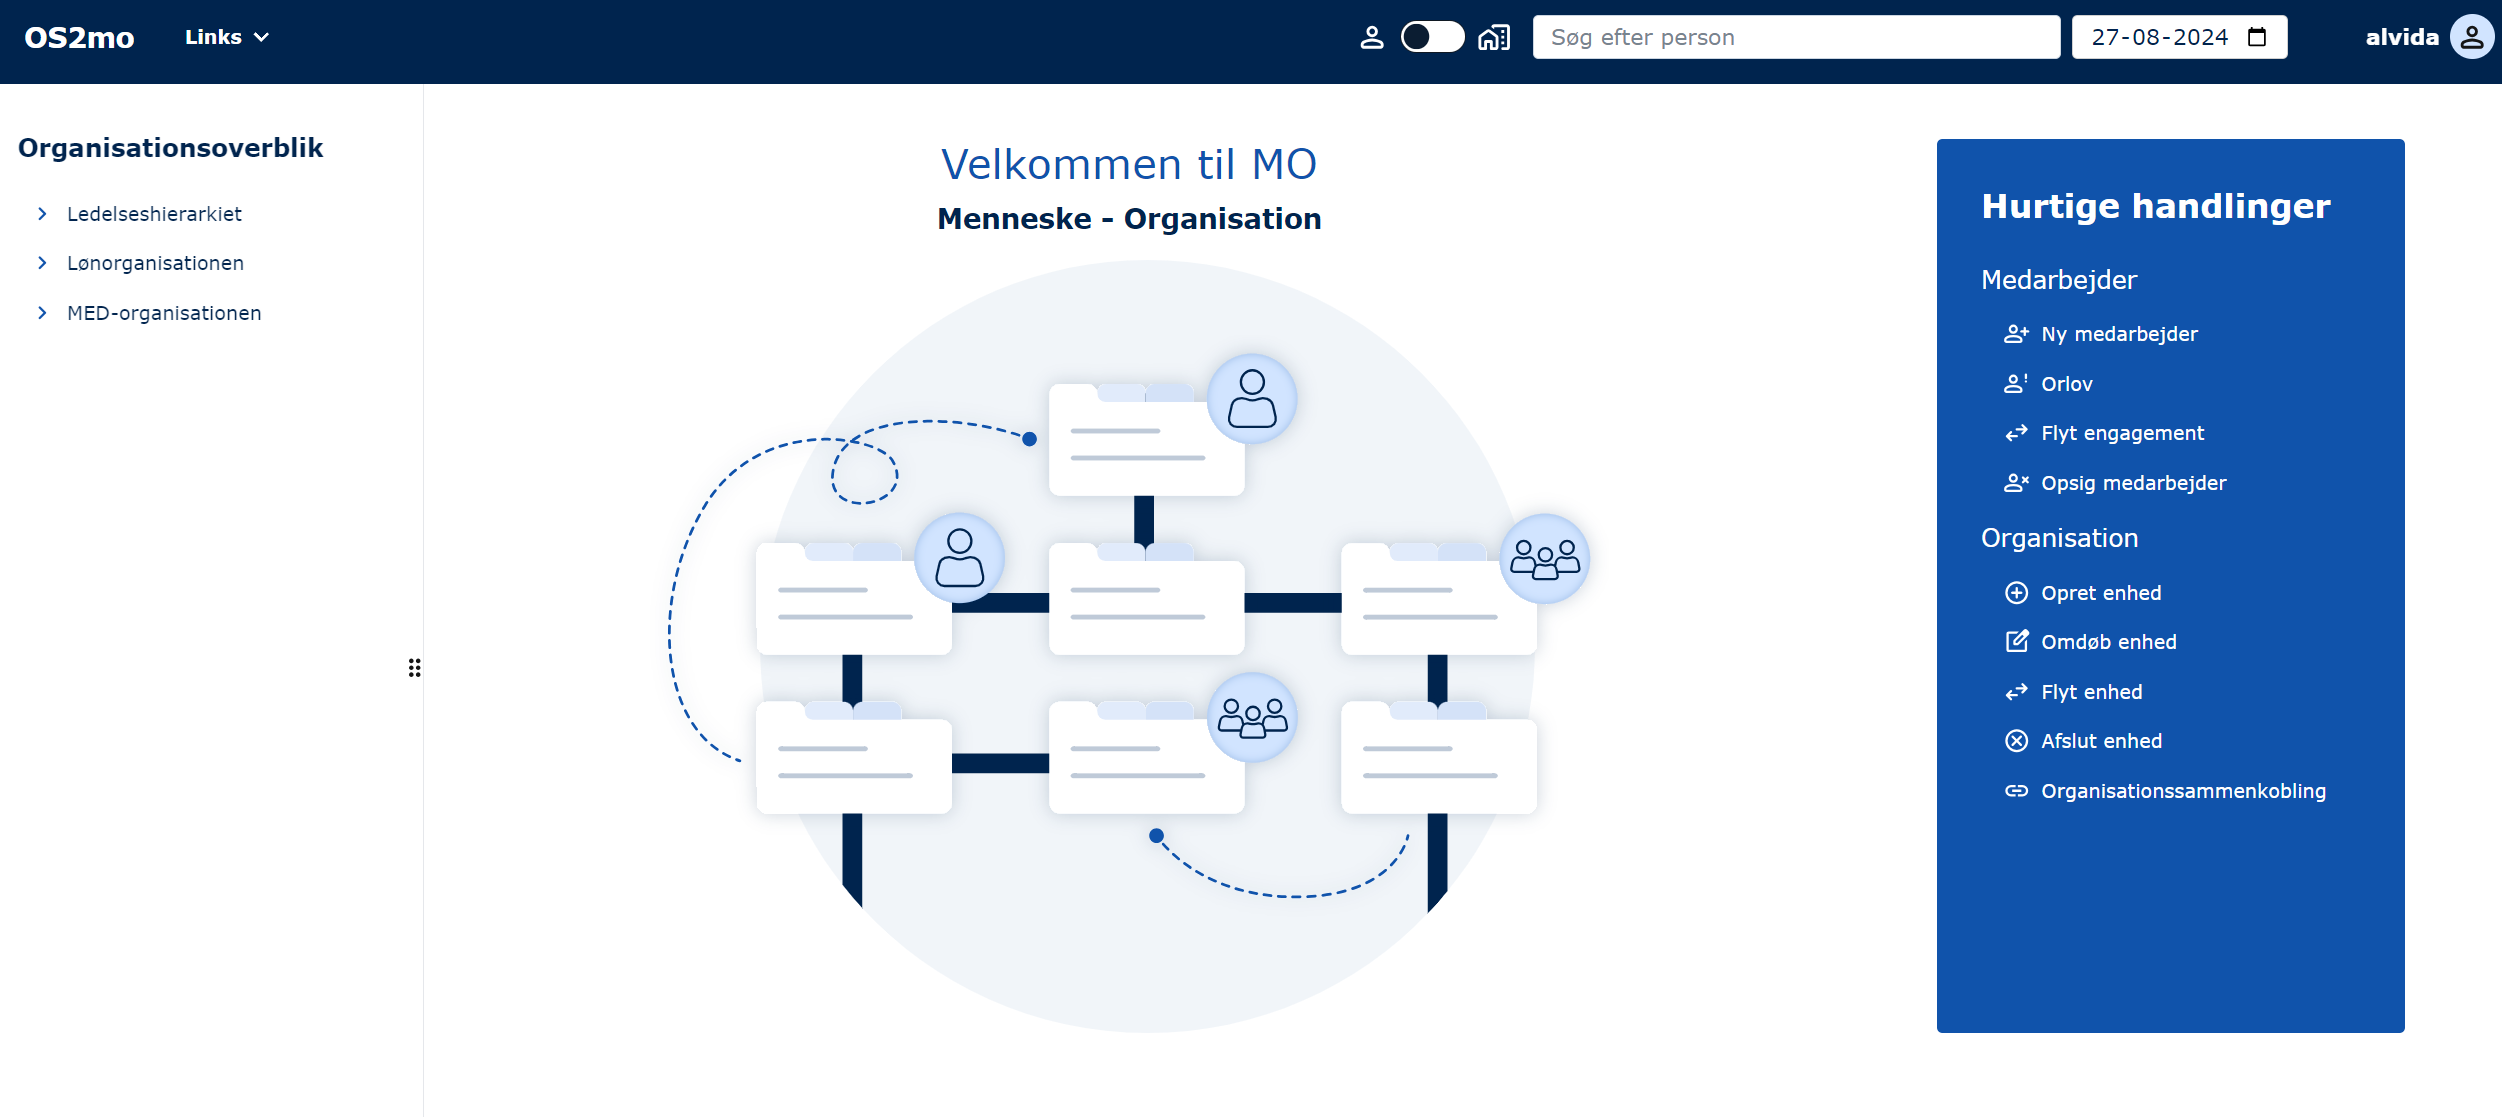 OS2mo
Links
Søg efter person
27-08-2024
alvida
Organisationsoverblik
Ledelseshierarkiet
Lønorganisationen
MED-organisationen
Velkommen til MO
Menneske - Organisation
Hurtige handlinger
Medarbejder
Ny medarbejder
Orlov
Flyt engagement
Opsig medarbejder
Organisation
Opret enhed
Omdøb enhed
Flyt enhed
Afslut enhed
Organisationssammenkobling